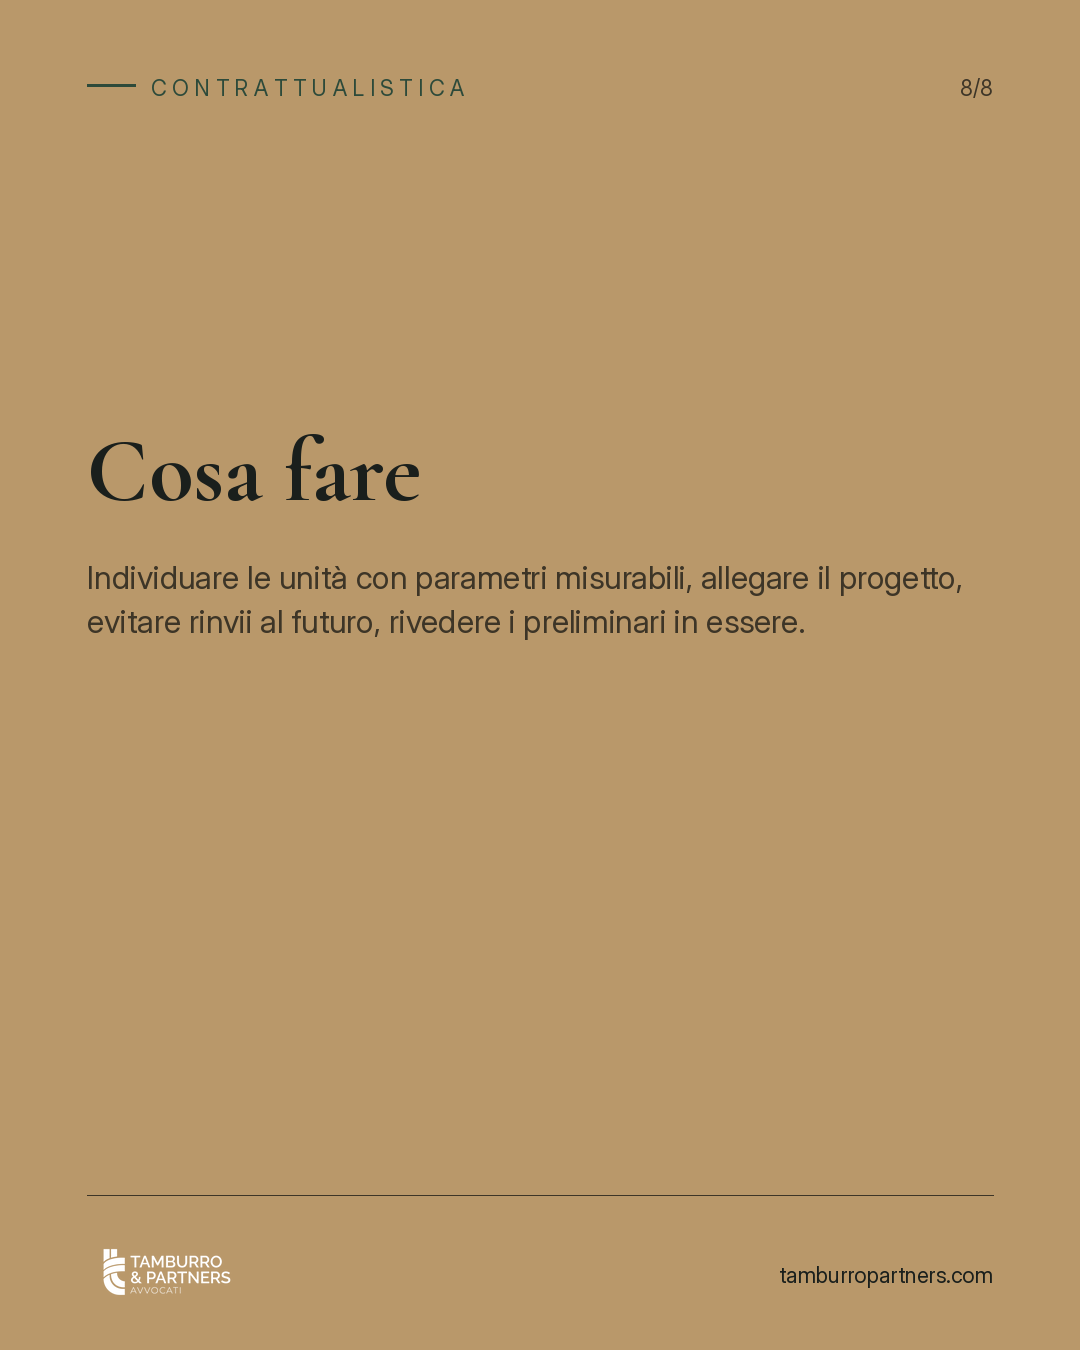 CONTRATTUALISTICA
8/8
Cosa fare
Individuare le unità con parametri misurabili, allegare il progetto,
evitare rinvii al futuro, rivedere i preliminari in essere.
TAMBURRO
& PARTNERS
AVVOCATI
tamburropartners.com